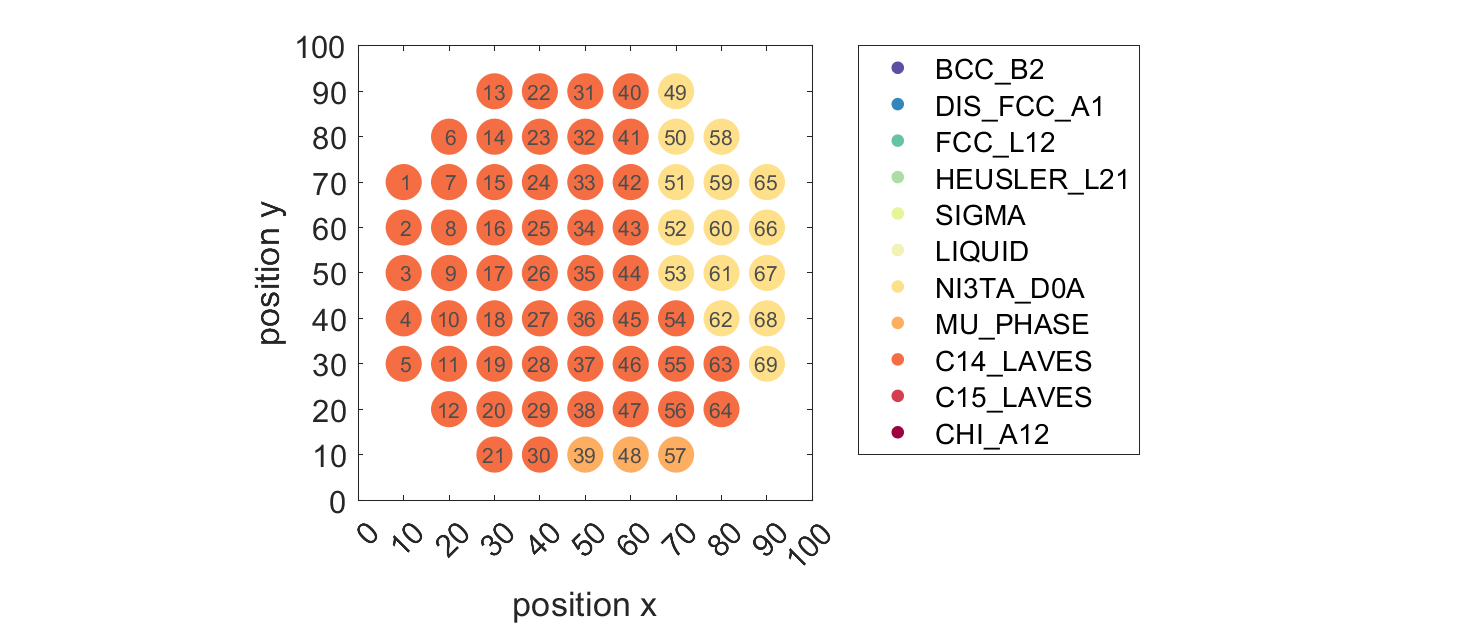 100
90
80
70
60
50
40
30
20
10
0
position y
13 22 31 40 49
6 14 23 32 41 50 58
1 7 15 24 33 42 51 59 65
2 8 16 25 34 43 52 60 66
3 9 17 26 35 44 53 61 67
4 10 18 27 36 45 54 62 68
5 11 19 28 37 46 55 63 69
12 20 29 38 47 56 64
21 30 39 48 57
0 10 20 30 40 50 60 70 80 90 100
position x
BCC_B2
DIS_FCC_A1
FCC_L12
HEUSLER_L21
SIGMA
LIQUID
NI3TA_D0A
MU_PHASE
C14_LAVES
C15_LAVES
CHI_A12